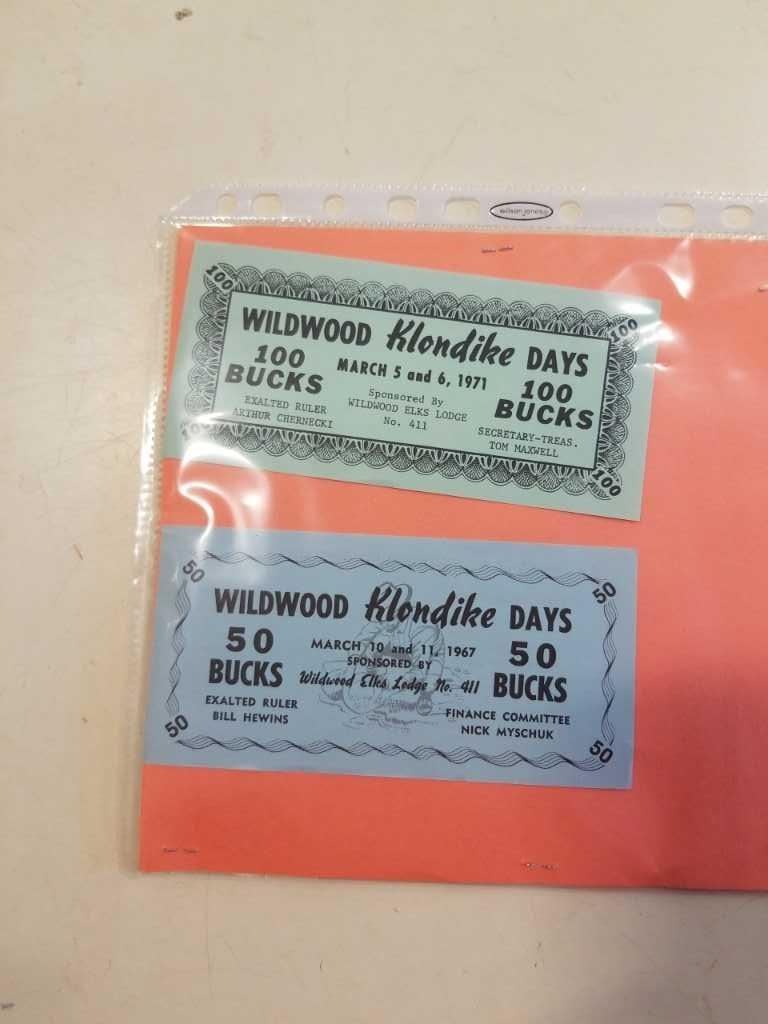 wilson jones
100 100
WILDWOOD Klondike DAYS
100 BUCKS
MARCH 5 and 6, 1971
100 BUCKS
Sponsored By
WILDWOOD ELKS LODGE
No. 411
EXALTED RULER
ARTHUR CHERNECKI
SECRETARY-TREAS.
TOM MAXWELL
100 100
50 50
WILDWOOD Klondike DAYS
50 BUCKS
MARCH 10 and 11, 1967
SPONSORED BY
Wildwood Elks Lodge No. 411
50 BUCKS
EXALTED RULER
BILL HEWINS
FINANCE COMMITTEE
NICK MYSCHUK
50 50